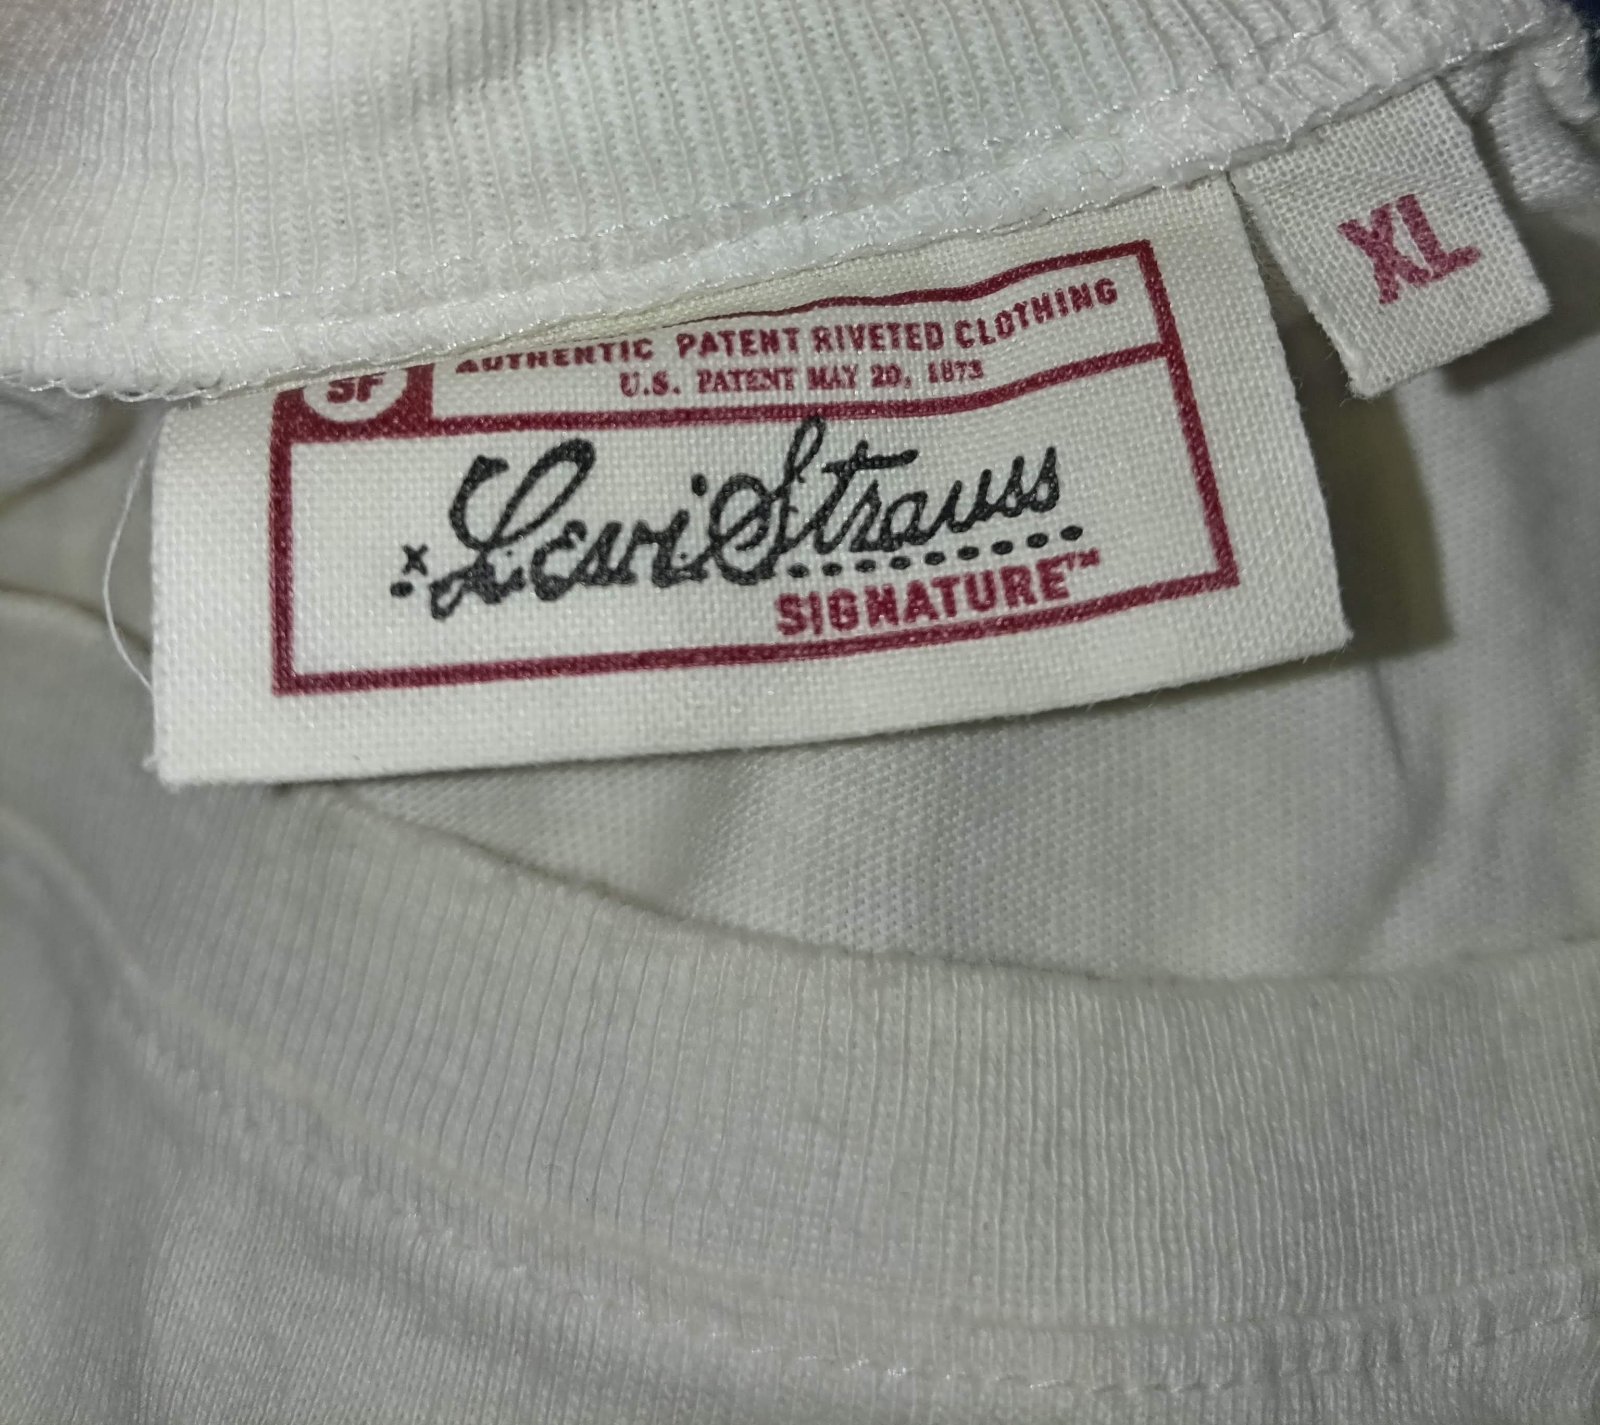 SF
AUTHENTIC PATENT RIVETED CLOTHING
U.S. PATENT MAY 20, 1873
x Levi Strauss
SIGNATURE™
XL